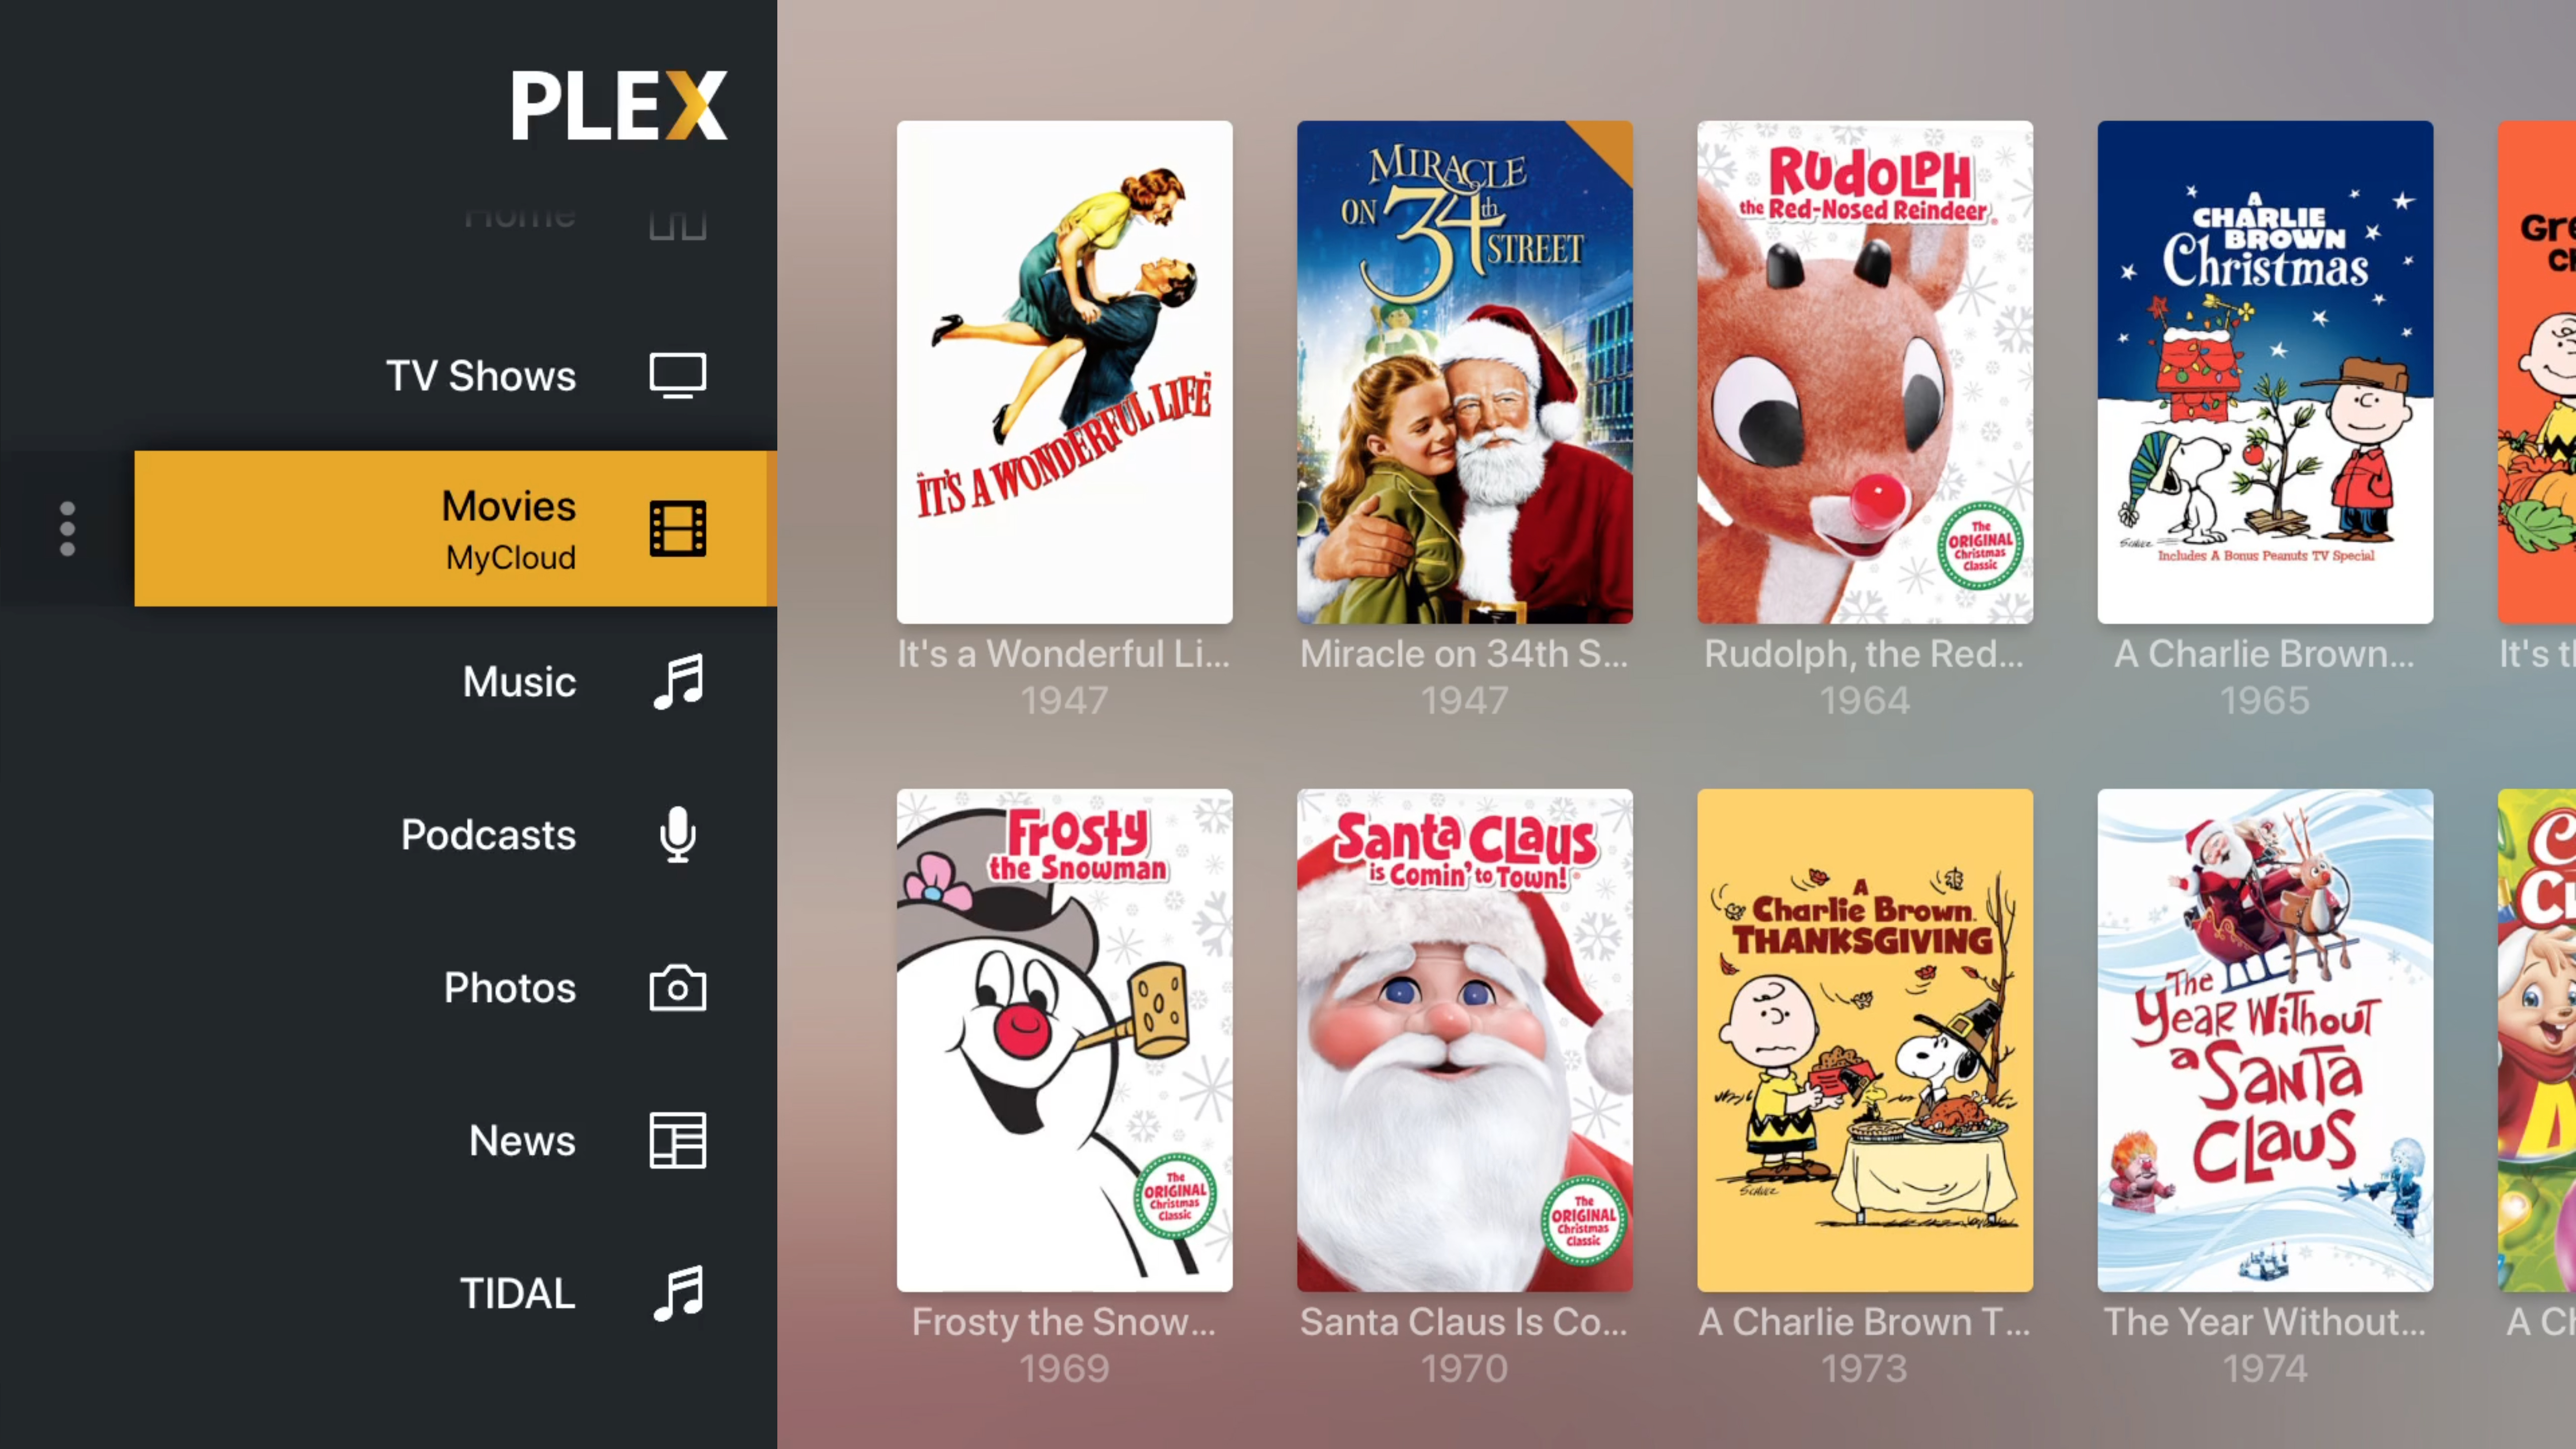 PLEX
Home
TV Shows
Movies
MyCloud
Music
Podcasts
Photos
News
TIDAL
IT'S A WONDERFUL LIFE
It's a Wonderful Li...
1947
MIRACLE
ON 34th
STREET
Miracle on 34th S...
1947
RUDOLPH
the Red-Nosed Reindeer
The
ORIGINAL
Christmas
Classic
Rudolph, the Red...
1964
A
CHARLIE
BROWN
Christmas
SCHULZ
Includes A Bonus Peanuts TV Special
A Charlie Brown...
1965
Gre
It's t
Frosty
the Snowman
The
ORIGINAL
Christmas
Classic
Frosty the Snow...
1969
Santa Claus
is Comin' to Town!
The
ORIGINAL
Christmas
Classic
Santa Claus Is Co...
1970
A
Charlie Brown
THANKSGIVING
SCHULZ
A Charlie Brown T...
1973
The
Year Without
a Santa
Claus
The Year Without...
1974
A Ch